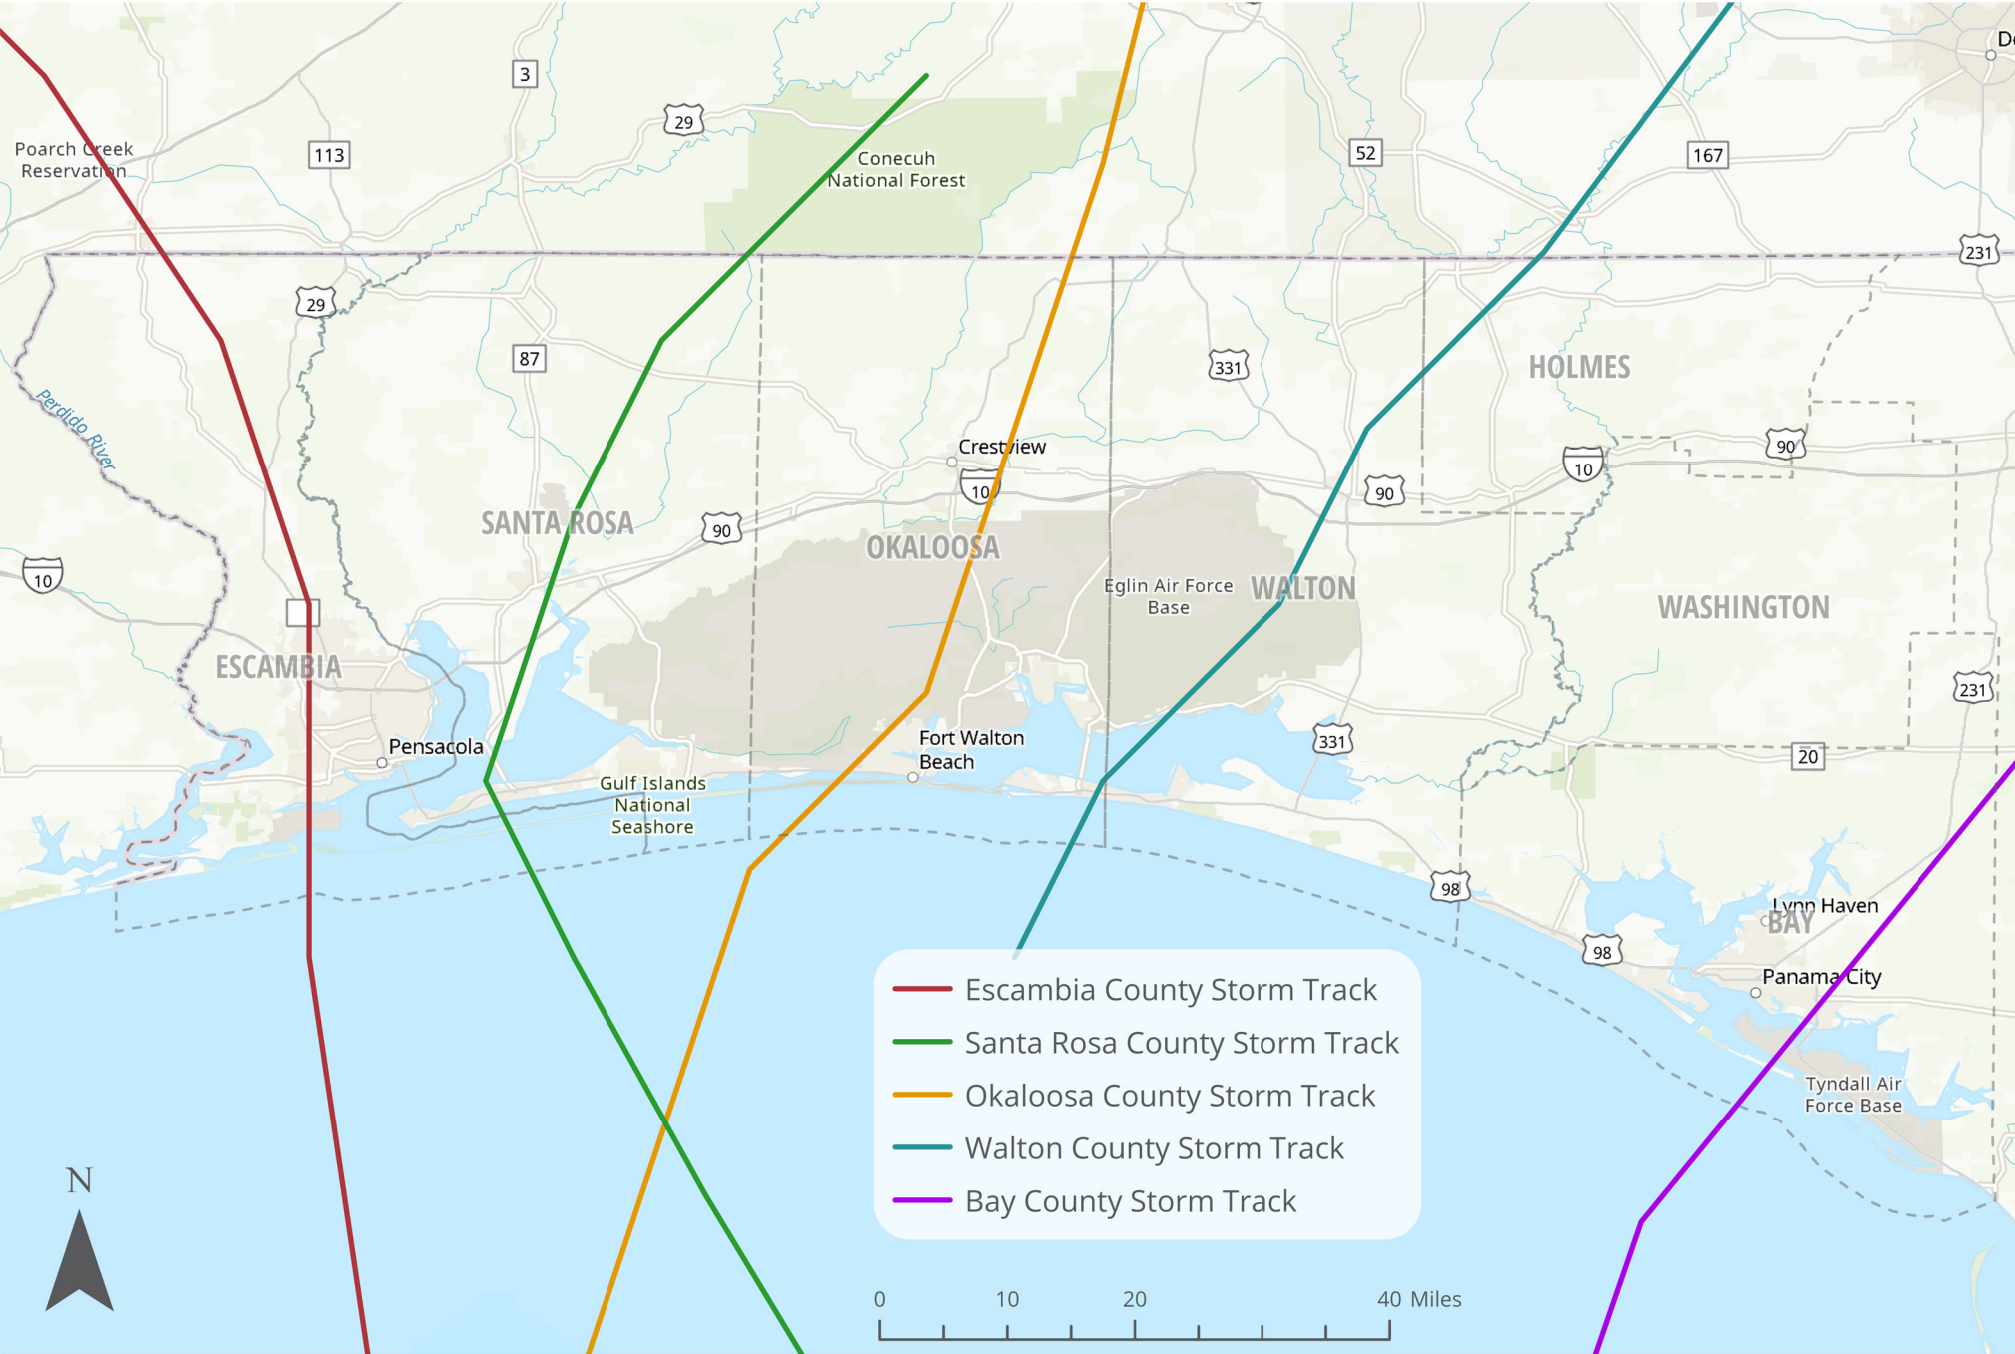 De
3
29
Poarch Creek
Reservation
113
Conecuh
National Forest
52
167
231
29
87
331
HOLMES
Perdido River
Crestview
10
90
10
90
SANTA ROSA
90
OKALOOSA
10
Eglin Air Force
Base
WALTON
WASHINGTON
ESCAMBIA
231
Pensacola
Fort Walton
Beach
331
20
Gulf Islands
National
Seashore
98
Lynn Haven
BAY
98
Panama City
Tyndall Air
Force Base
Escambia County Storm Track
Santa Rosa County Storm Track
Okaloosa County Storm Track
Walton County Storm Track
Bay County Storm Track
N
0 10 20 40 Miles